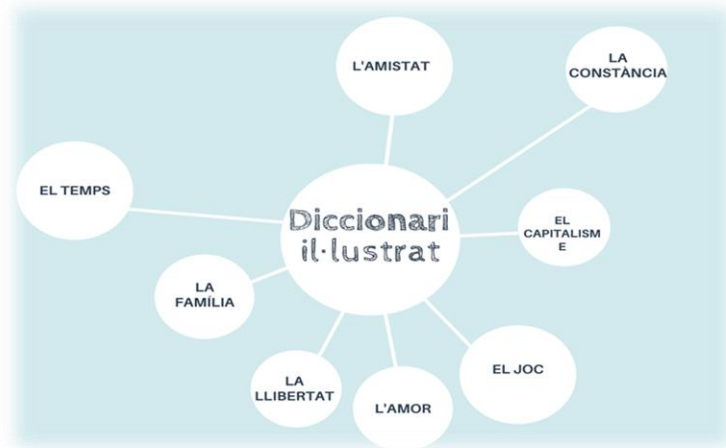 L'AMISTAT
LA
CONSTÀNCIA
EL TEMPS
Diccionari
il·lustrat
EL
CAPITALISM
E
LA
FAMÍLIA
EL JOC
LA
LLIBERTAT
L'AMOR